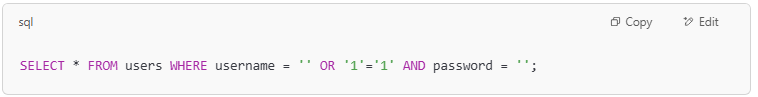 sql Copy Edit
SELECT * FROM users WHERE username = '' OR '1'='1' AND password = '';